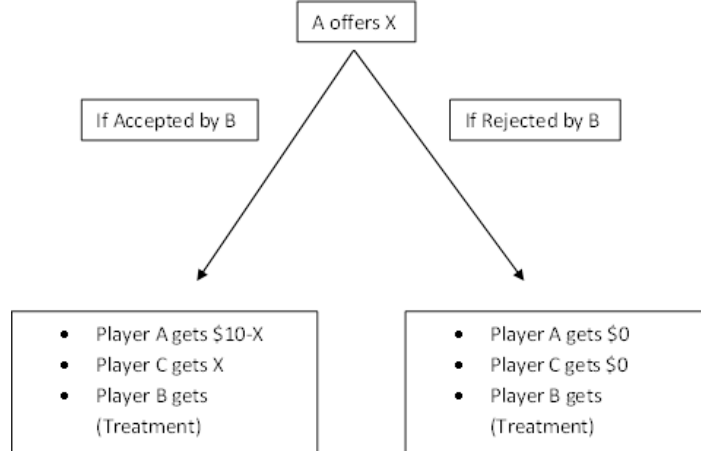 A offers X
If Accepted by B
If Rejected by B
• Player A gets $10-X
• Player C gets X
• Player B gets
(Treatment)
• Player A gets $0
• Player C gets $0
• Player B gets
(Treatment)